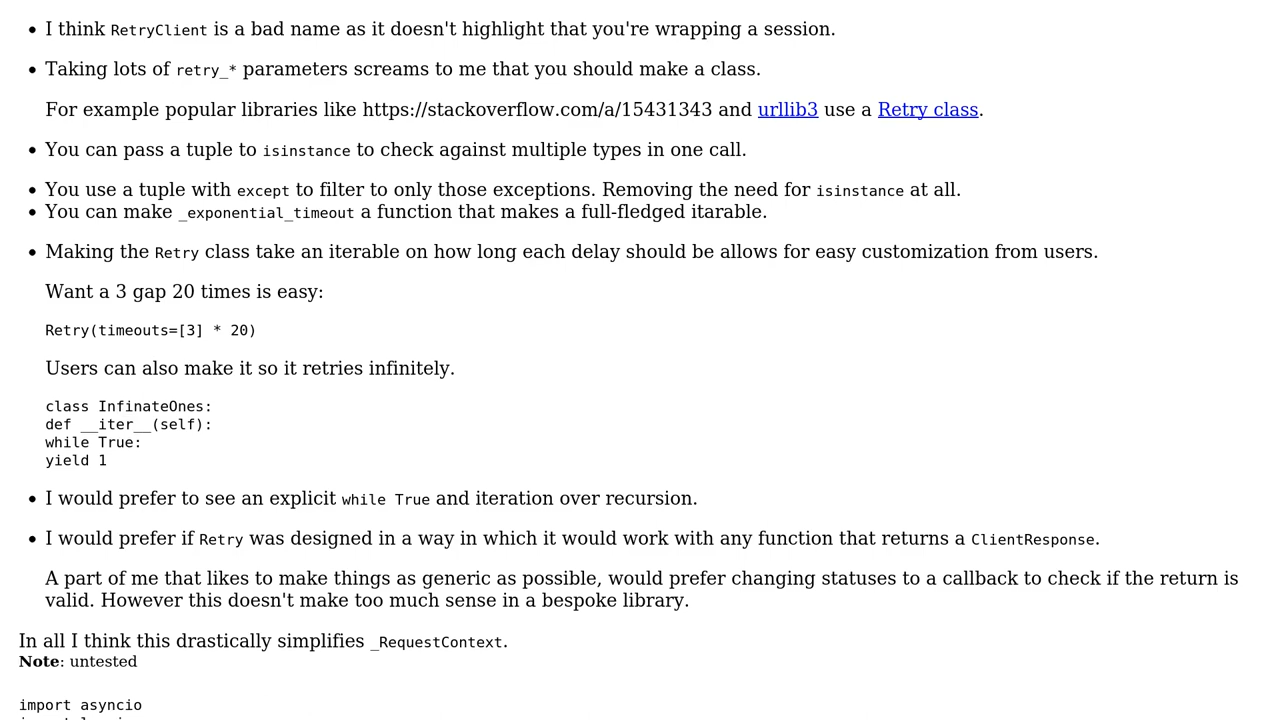 I think RetryClient is a bad name as it doesn't highlight that you're wrapping a session.
Taking lots of retry_* parameters screams to me that you should make a class.
For example popular libraries like https://stackoverflow.com/a/15431343 and urllib3 use a Retry class.
You can pass a tuple to isinstance to check against multiple types in one call.
You use a tuple with except to filter to only those exceptions. Removing the need for isinstance at all.
You can make _exponential_timeout a function that makes a full-fledged itarable.
Making the Retry class take an iterable on how long each delay should be allows for easy customization from users.
Want a 3 gap 20 times is easy:
Retry(timeouts=[3] * 20)
Users can also make it so it retries infinitely.
class InfinateOnes:
def __iter__(self):
while True:
yield 1
I would prefer to see an explicit while True and iteration over recursion.
I would prefer if Retry was designed in a way in which it would work with any function that returns a ClientResponse.
A part of me that likes to make things as generic as possible, would prefer changing statuses to a callback to check if the return is
valid. However this doesn't make too much sense in a bespoke library.
In all I think this drastically simplifies _RequestContext.
Note: untested
import asyncio